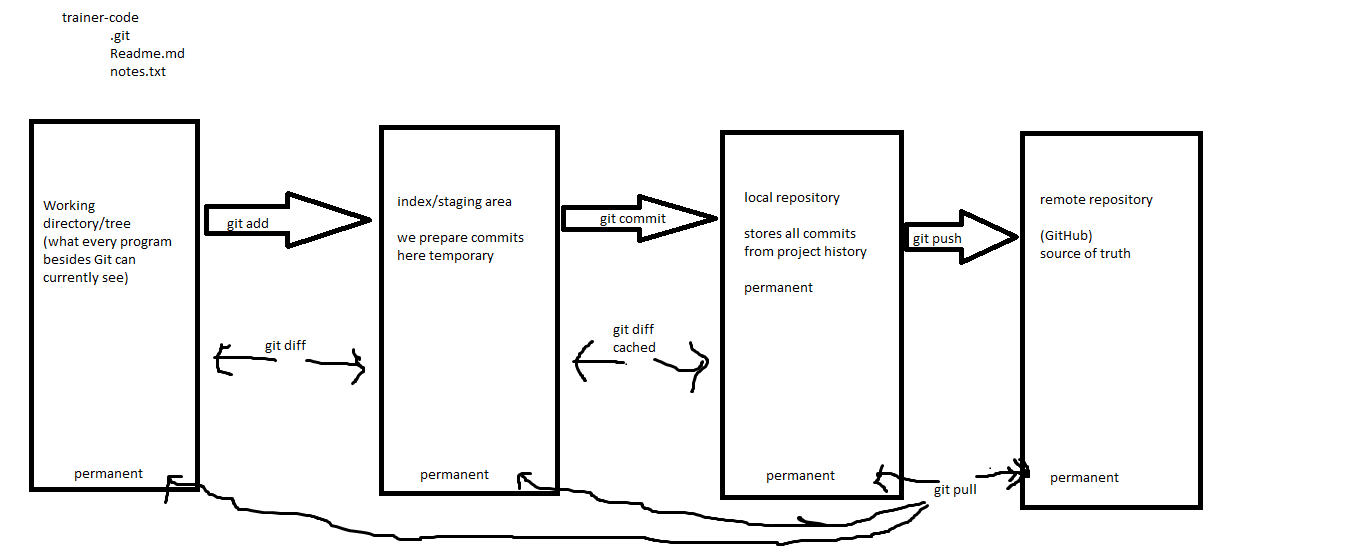 trainer-code
.git
Readme.md
notes.txt
Working
directory/tree
(what every program
besides Git can
currently see)
permanent
git add
git diff
index/staging area
we prepare commits
here temporary
permanent
git commit
git diff
cached
local repository
stores all commits
from project history
permanent
permanent
git push
git pull
remote repository
(GitHub)
source of truth
permanent